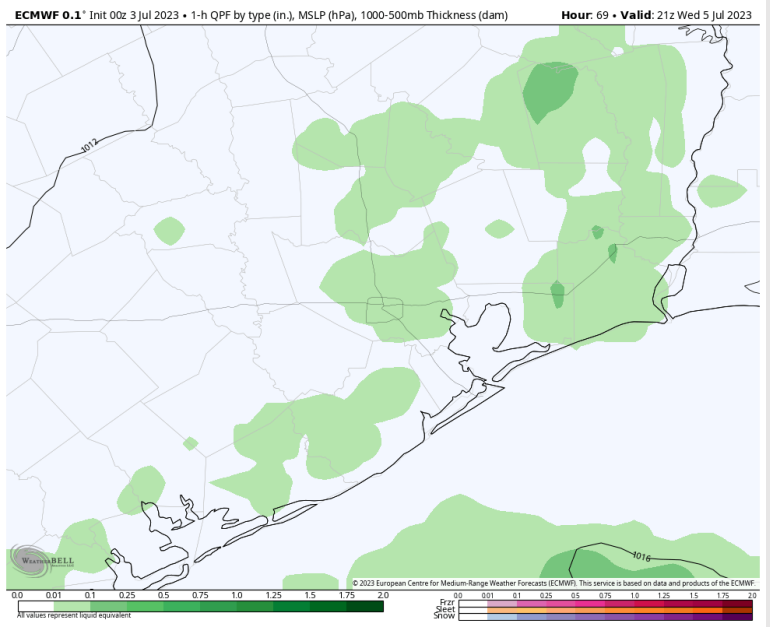 ECMWF 0.1° Init 00z 3 Jul 2023 • 1-h QPF by type (in.), MSLP (hPa), 1000-500mb Thickness (dam)
Hour: 69 • Valid: 21z Wed 5 Jul 2023
1012
1016
WEATHERBELL
© 2023 European Centre for Medium-Range Weather Forecasts (ECMWF). This service is based on data and products of the ECMWF.
0.0 0.01 0.1 0.25 0.5 0.75 1.0 1.25 1.5 1.75 2.0
All values represent liquid equivalent
0.0 0.01 0.1 0.25 0.5 0.75 1.0 1.25 1.5 1.75 2.0
Frzr
Sleet
Snow